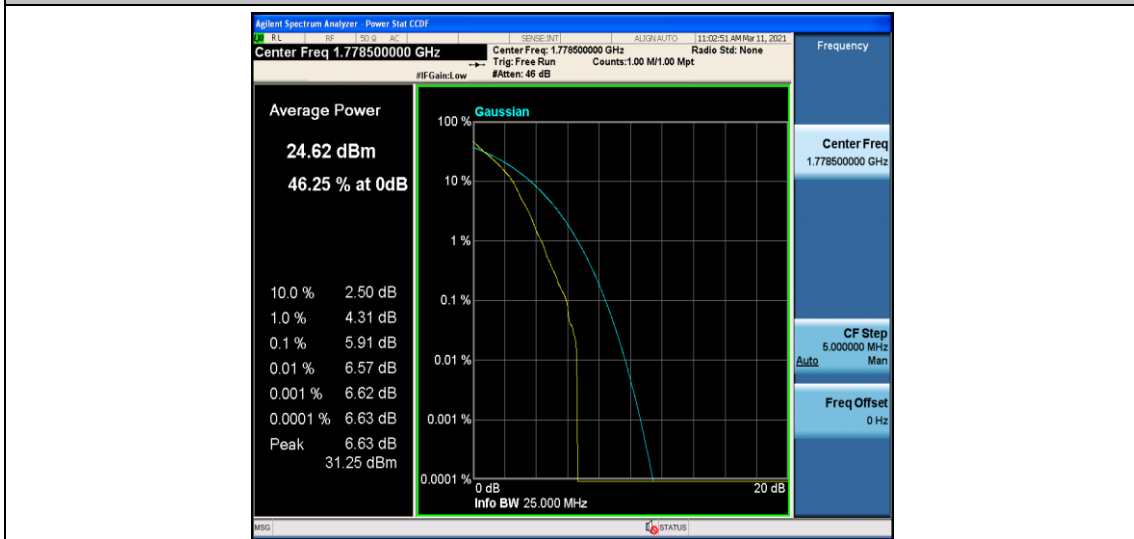 Agilent Spectrum Analyzer - Power Stat CCDF
RL RF 50 Ω AC SENSE:INT ALIGNAUTO 11:02:51 AM Mar 11, 2021
Center Freq 1.778500000 GHz
Center Freq: 1.778500000 GHz Radio Std: None
Trig: Free Run Counts:1.00 M/1.00 Mpt
#IFGain:Low #Atten: 46 dB
Frequency
Average Power
24.62 dBm
46.25 % at 0dB
10.0 % 2.50 dB
1.0 % 4.31 dB
0.1 % 5.91 dB
0.01 % 6.57 dB
0.001 % 6.62 dB
0.0001 % 6.63 dB
Peak 6.63 dB
31.25 dBm
Gaussian
100 %
10 %
1 %
0.1 %
0.01 %
0.001 %
0.0001 %
0 dB 20 dB
Info BW 25.000 MHz
Center Freq
1.778500000 GHz
CF Step
5.000000 MHz
Auto Man
Freq Offset
0 Hz
MSG STATUS